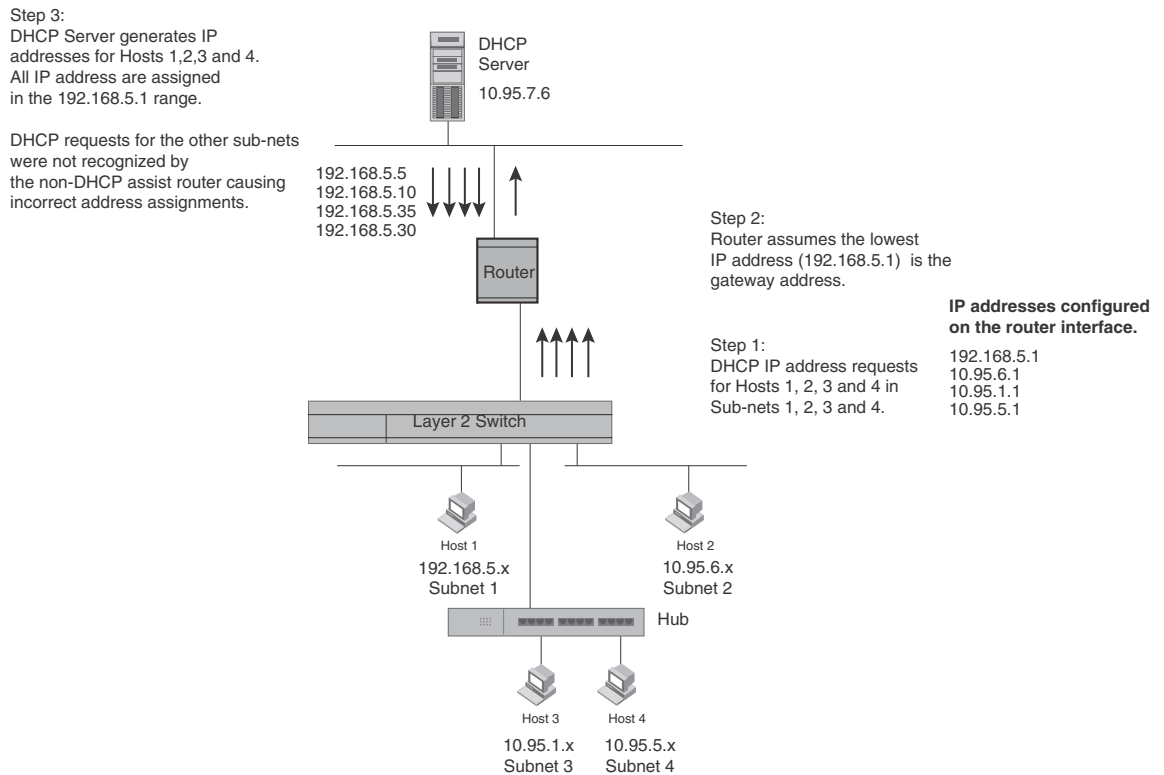 Step 3:
DHCP Server generates IP
addresses for Hosts 1,2,3 and 4.
All IP address are assigned
in the 192.168.5.1 range.
DHCP requests for the other sub-nets
were not recognized by
the non-DHCP assist router causing
incorrect address assignments.
DHCP
Server
10.95.7.6
192.168.5.5
192.168.5.10
192.168.5.35
192.168.5.30
Router
Step 2:
Router assumes the lowest
IP address (192.168.5.1) is the
gateway address.
IP addresses configured
on the router interface.
192.168.5.1
10.95.6.1
10.95.1.1
10.95.5.1
Step 1:
DHCP IP address requests
for Hosts 1, 2, 3 and 4 in
Sub-nets 1, 2, 3 and 4.
Layer 2 Switch
Host 1
192.168.5.x
Subnet 1
Host 2
10.95.6.x
Subnet 2
Hub
Host 3
10.95.1.x
Subnet 3
Host 4
10.95.5.x
Subnet 4